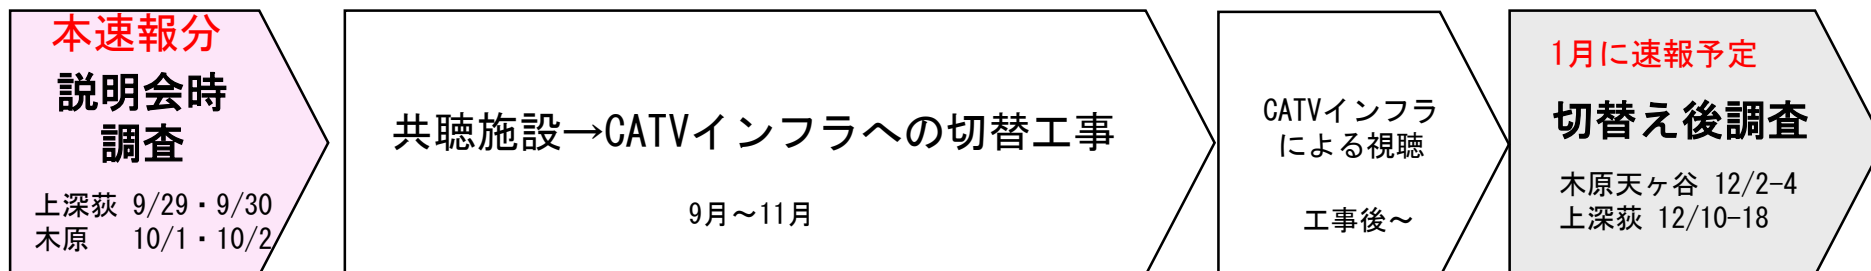 本速報分
説明会時
調査
上深荻 9/29・9/30
木原 10/1・10/2
共聴施設→CATVインフラへの切替工事
9月～11月
CATVインフラ
による視聴
工事後～
1月に速報予定
切替え後調査
木原天ヶ谷 12/2-4
上深荻 12/10-18